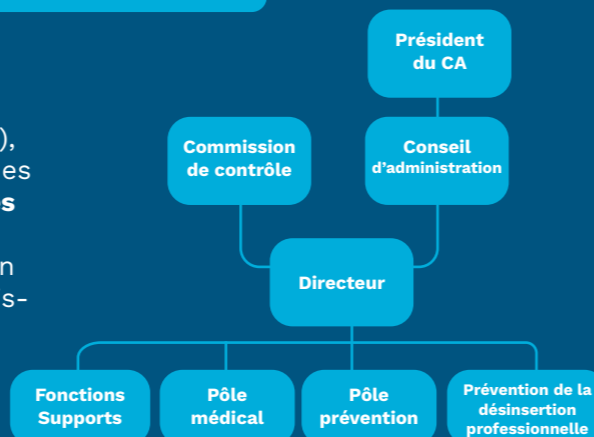 Président
du CA
),
es
s
n
s-
Commission
de contrôle
Conseil
d'administration
Directeur
Fonctions
Supports
Pôle
médical
Pôle
prévention
Prévention de la
désinsertion
professionnelle